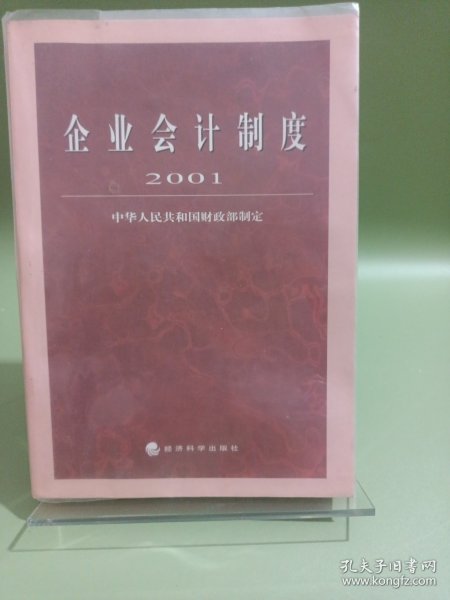 企业会计制度
2001
中华人民共和国财政部制定
经济科学出版社
孔夫子旧书网
www.kongfz.com